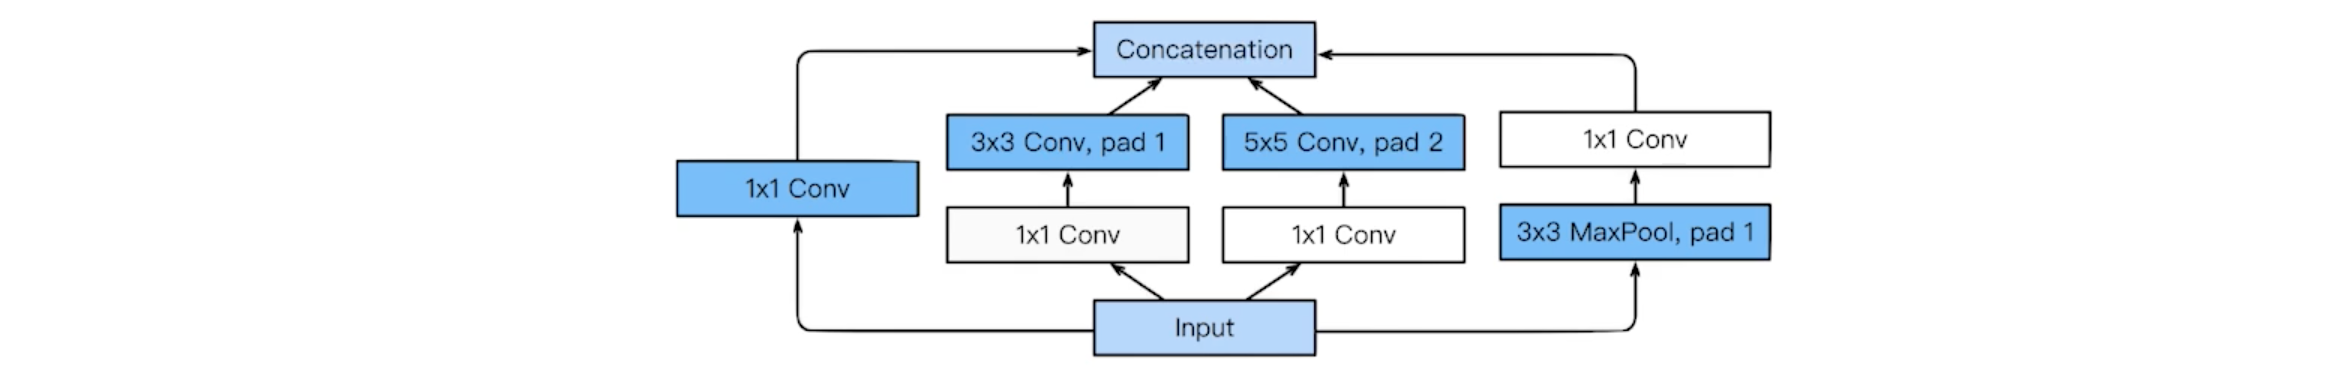 Concatenation
3x3 Conv, pad 1
5x5 Conv, pad 2
1x1 Conv
1x1 Conv
1x1 Conv
1x1 Conv
3x3 MaxPool, pad 1
Input